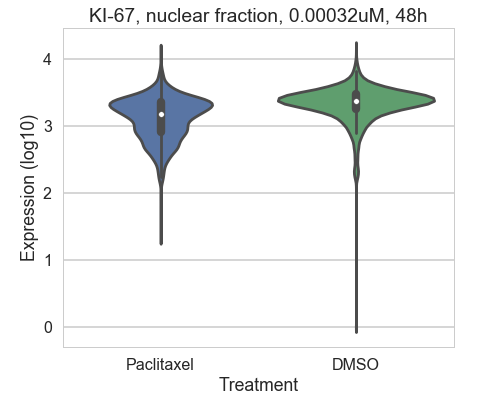 KI-67, nuclear fraction, 0.00032uM, 48h
Expression (log10)
4
3
2
1
0
Paclitaxel DMSO
Treatment